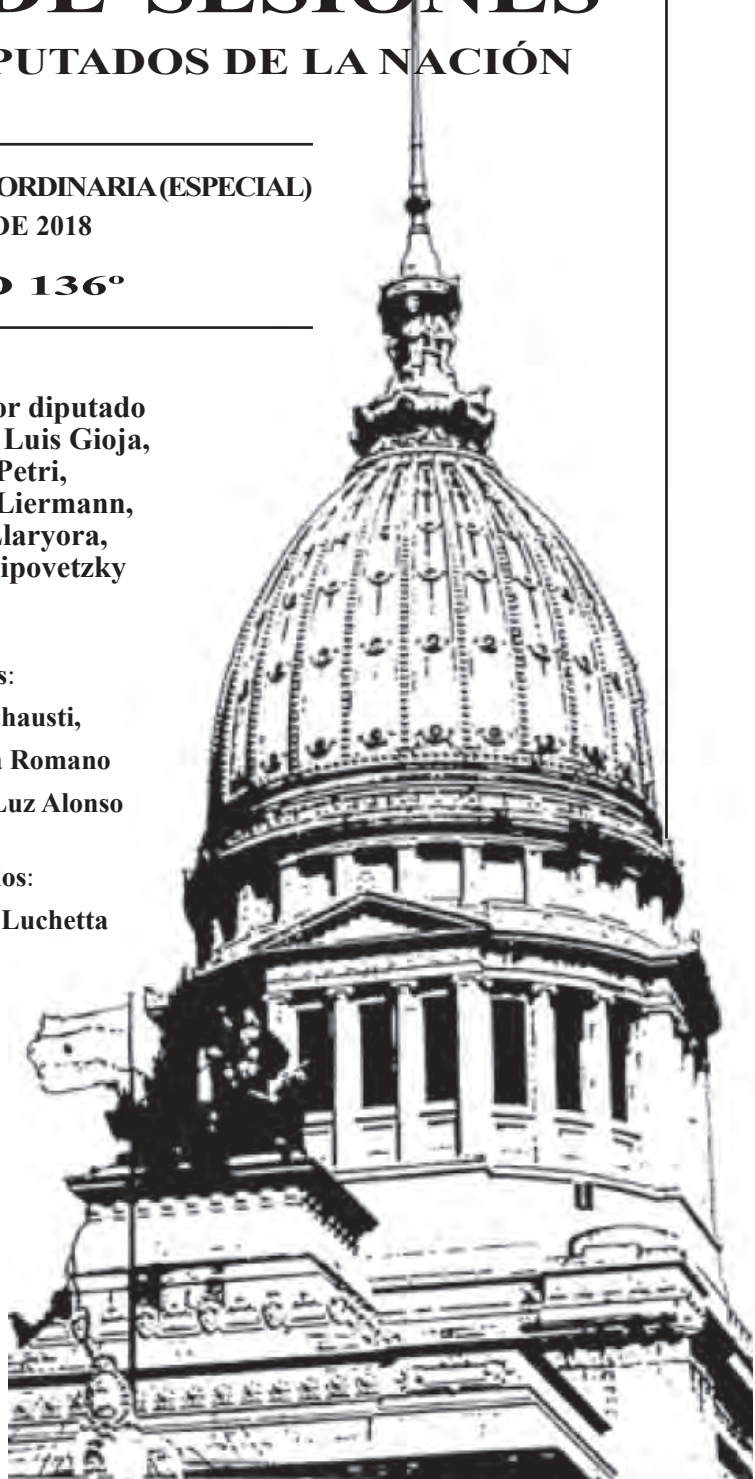 DE SESIONES
PUTADOS DE LA NACIÓN
ORDINARIA (ESPECIAL)
DE 2018
136º
or diputado
Luis Gioja,
Petri,
Liermann,
laryora,
ipovetzky
s:
hausti,
Romano
Luz Alonso
os:
Luchetta